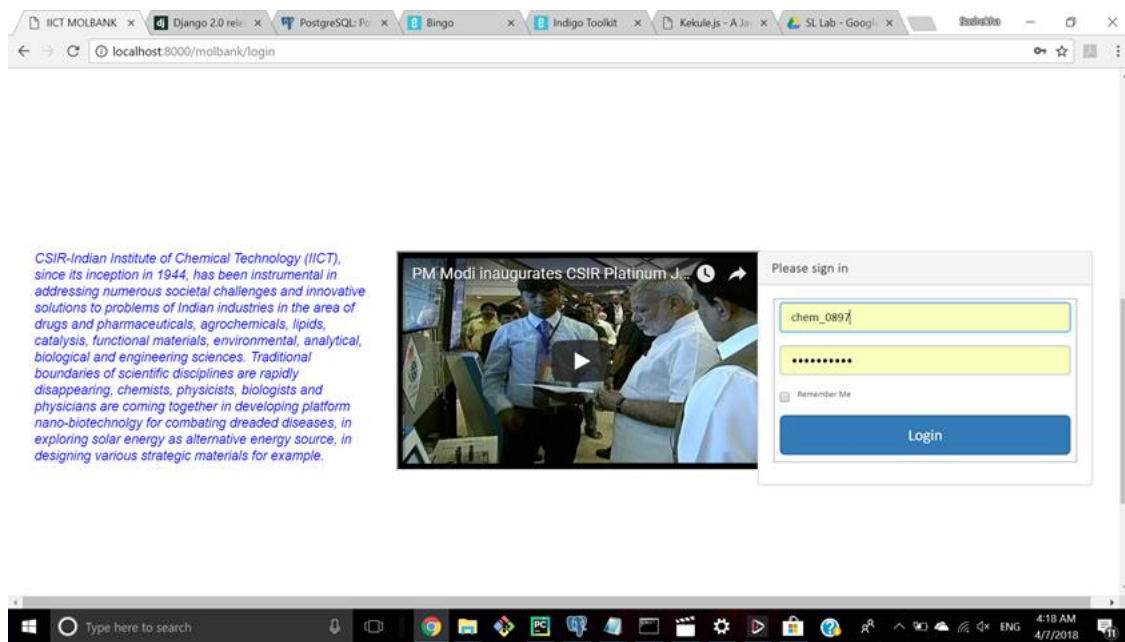 IICT MOLBANK
Django 2.0 rele
PostgreSQL: Po
Bingo
Indigo Toolkit
Kekule.js - A Ja
SL Lab - Googl
localhost:8000/molbank/login
CSIR-Indian Institute of Chemical Technology (IICT),
since its inception in 1944, has been instrumental in
addressing numerous societal challenges and innovative
solutions to problems of Indian industries in the area of
drugs and pharmaceuticals, agrochemicals, lipids,
catalysis, functional materials, environmental, analytical,
biological and engineering sciences. Traditional
boundaries of scientific disciplines are rapidly
disappearing, chemists, physicists, biologists and
physicians are coming together in developing platform
nano-biotechnolgy for combating dreaded diseases, in
exploring solar energy as alternative energy source, in
designing various strategic materials for example.
PM Modi inaugurates CSIR Platinum J...
Please sign in
chem_0897
••••••••••
Remember Me
Login
Type here to search
PC
ENG
4:18 AM
4/7/2018
11